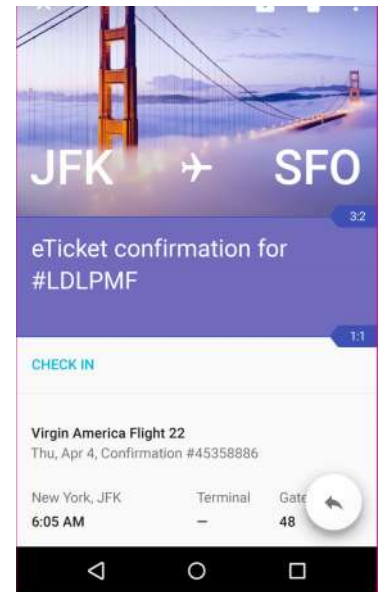 JFK SFO
3:2
eTicket confirmation for
#LDLPMF
1:1
CHECK IN
Virgin America Flight 22
Thu, Apr 4, Confirmation #45358886
New York, JFK Terminal Gate
6:05 AM – 48